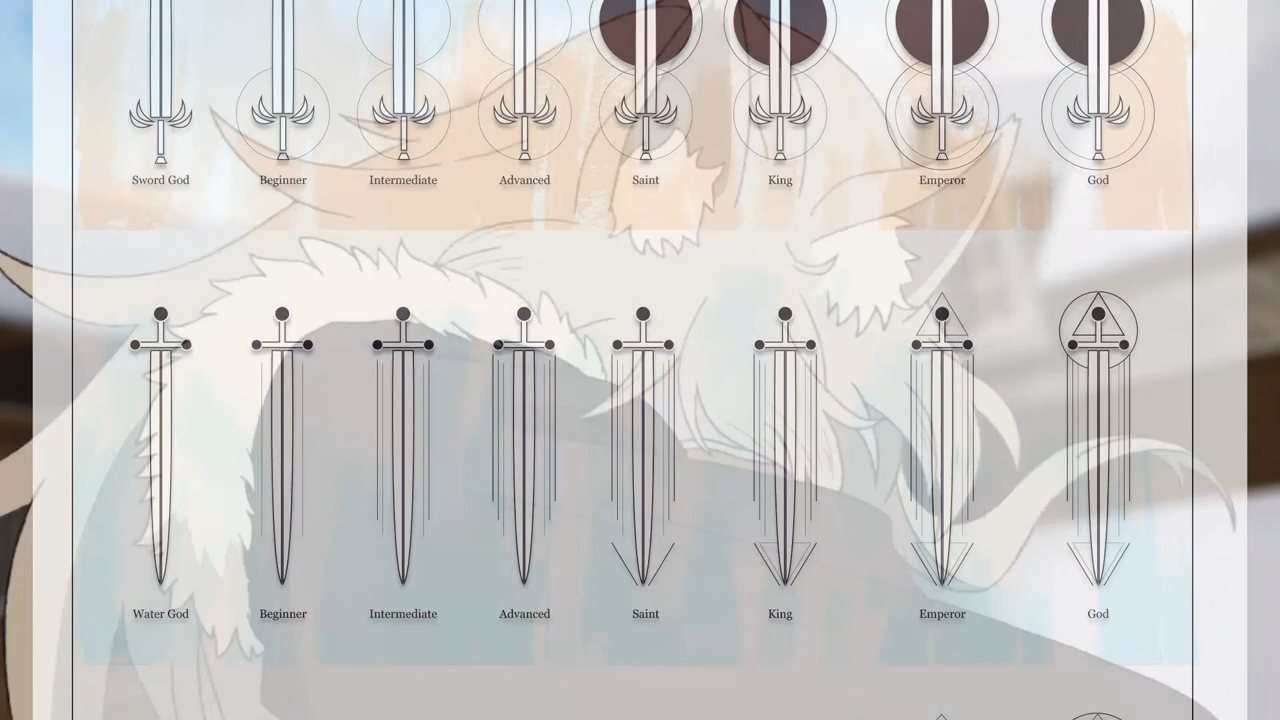 Sword God Beginner Intermediate Advanced Saint King Emperor God
Water God Beginner Intermediate Advanced Saint King Emperor God